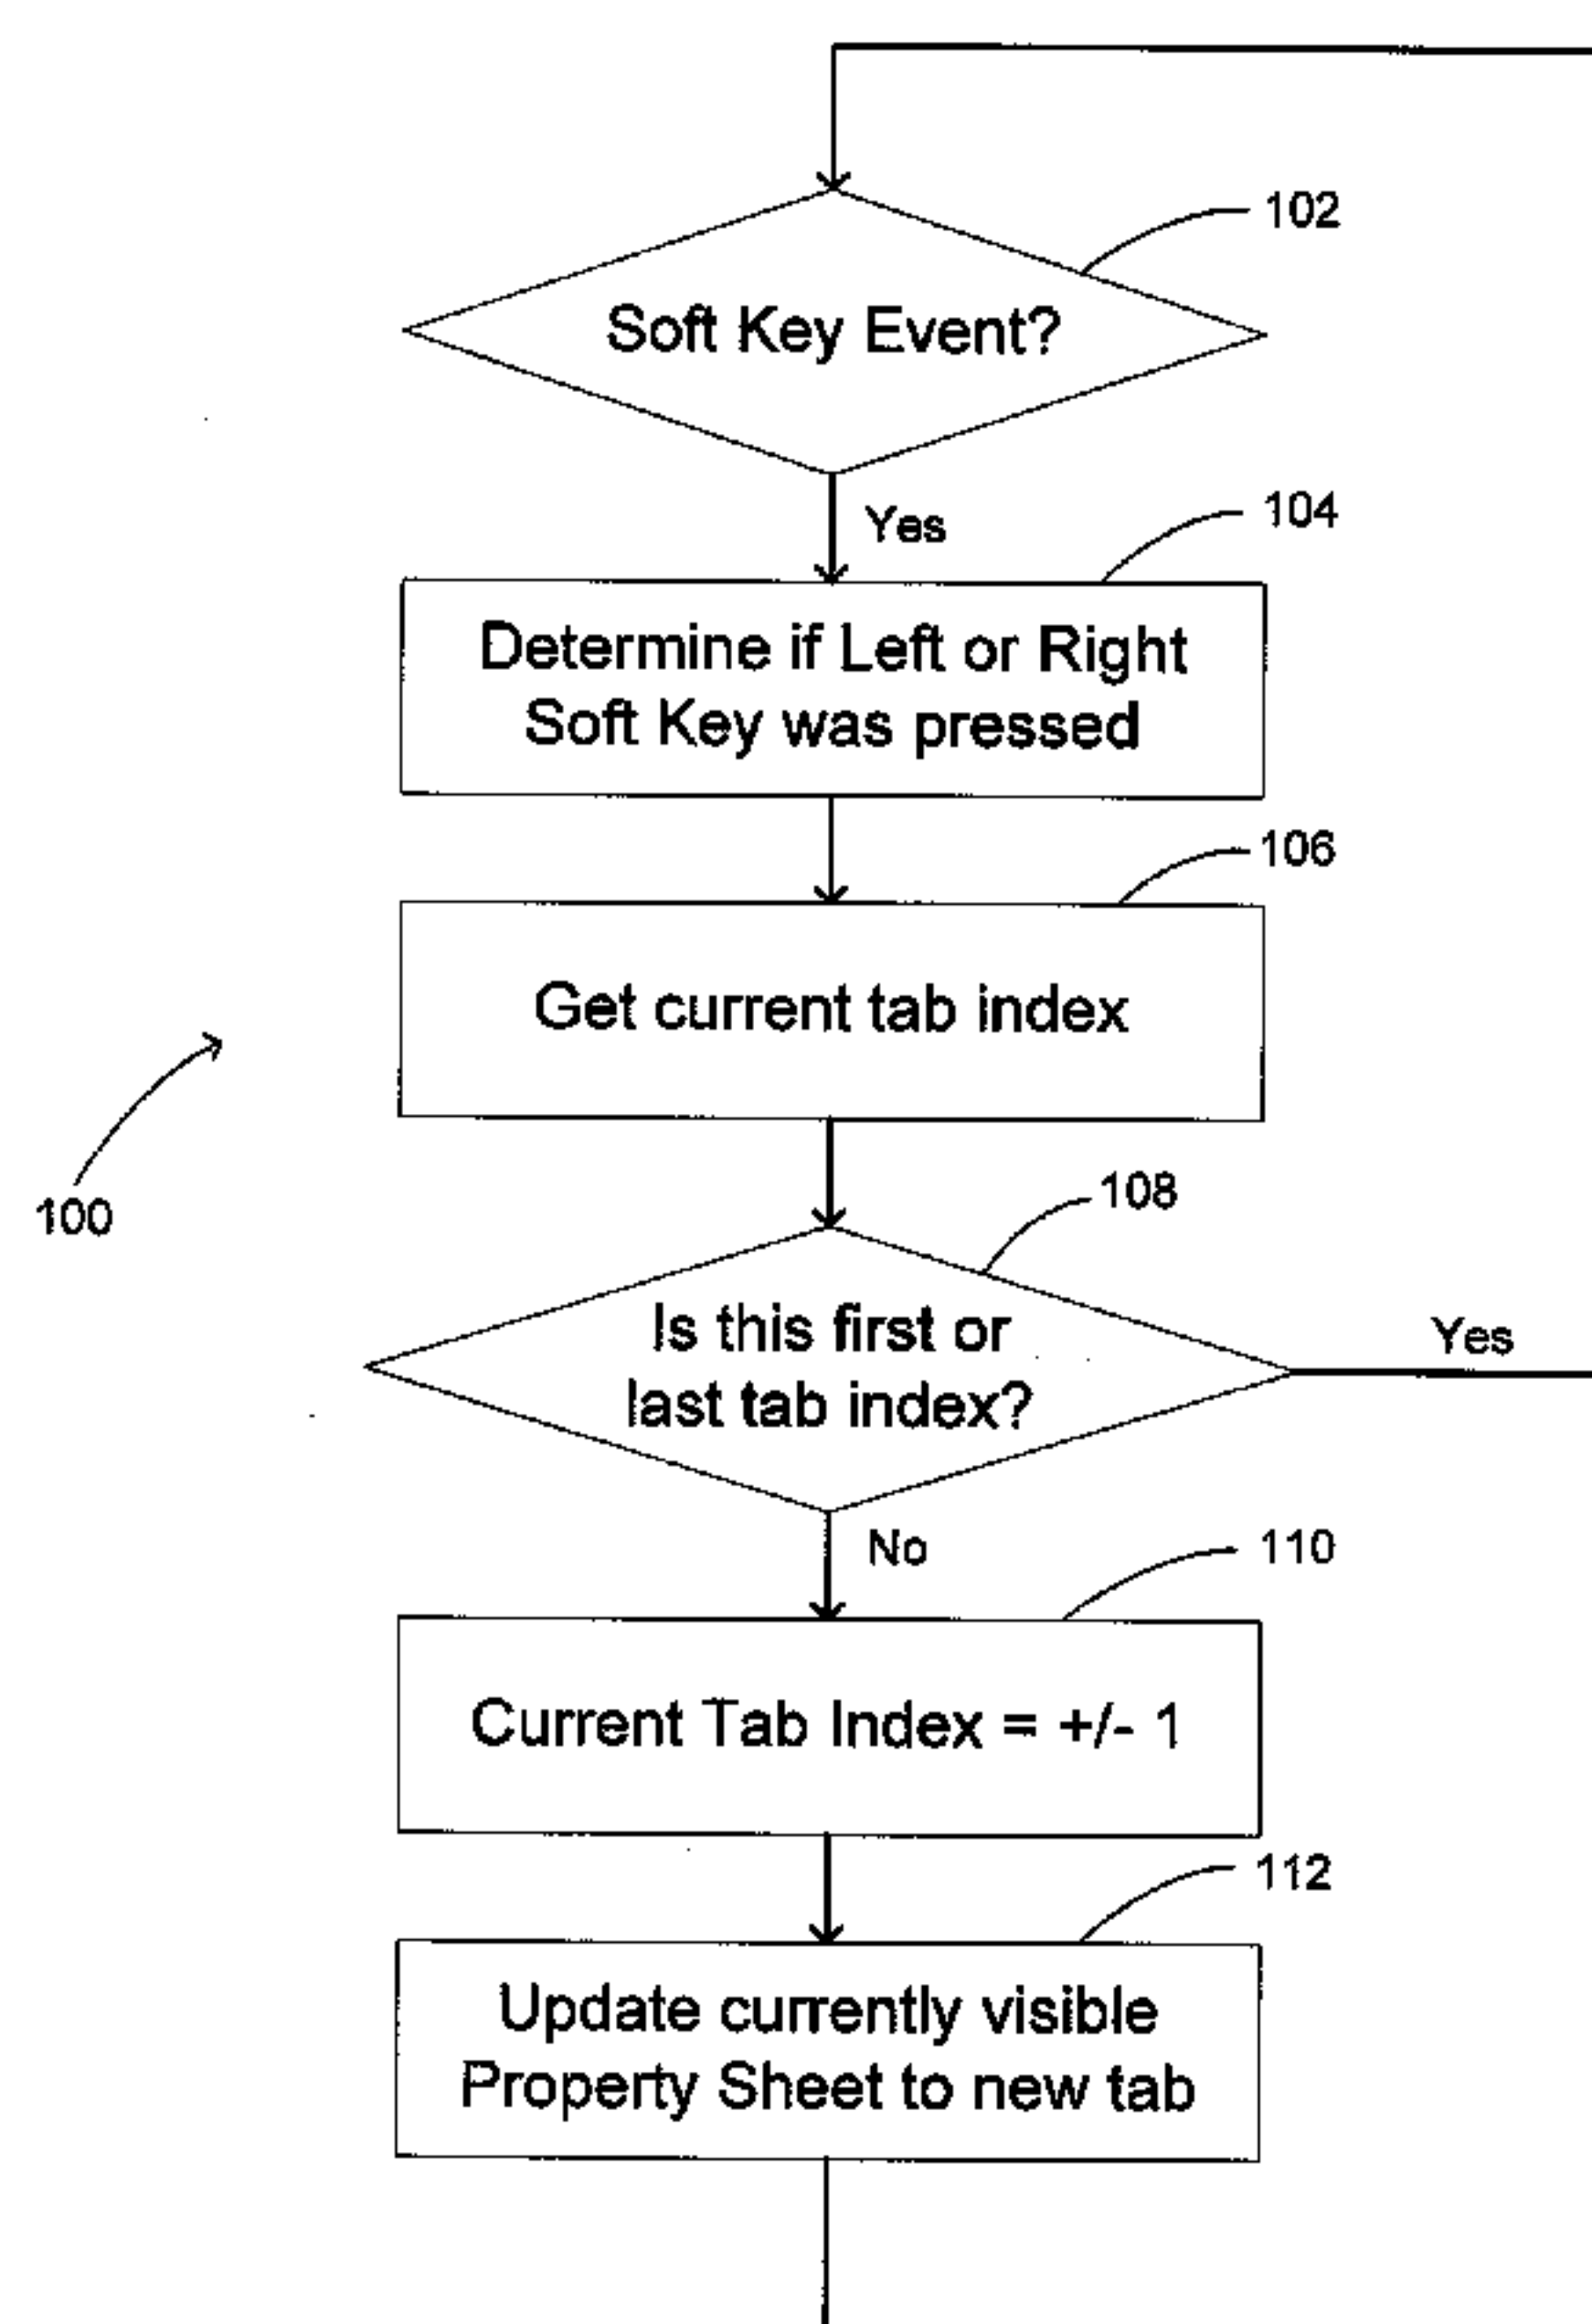 102
Soft Key Event?
Yes
104
Determine if Left or Right
Soft Key was pressed
106
Get current tab index
100
108
Is this first or
last tab index?
Yes
No
110
Current Tab Index = +/- 1
112
Update currently visible
Property Sheet to new tab